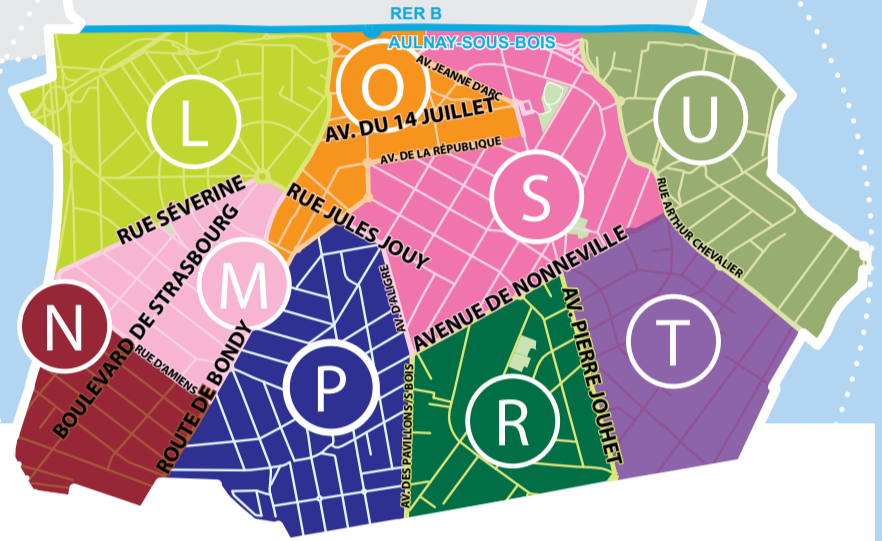 RER B
AULNAY-SOUS-BOIS
AV. JEANNE D'ARC
O
L
U
AV. DU 14 JUILLET
AV. DE LA RÉPUBLIQUE
S
RUE SÉVERINE
RUE JULES JOUY
RUE ARTHUR CHEVALIER
BOULEVARD DE STRASBOURG
M
AV. D'ALIGRE
AVENUE DE NONNEVILLE
N
RUE D'AMIENS
ROUTE DE BONDY
AV. PIERRE JOUHET
T
P
AV. DES PAVILLONS/S/BOIS
R